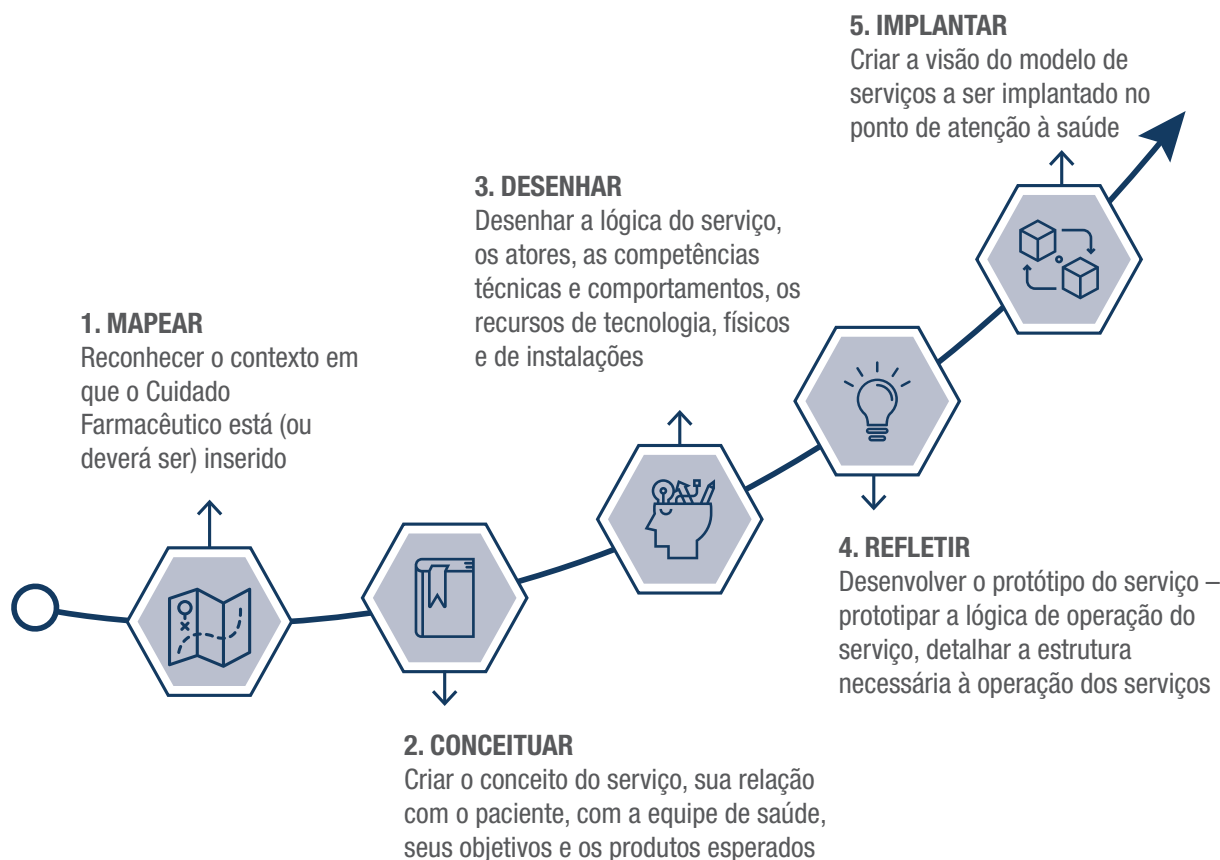 1. MAPEAR
Reconhecer o contexto em
que o Cuidado
Farmacêutico está (ou
deverá ser) inserido
2. CONCEITUAR
Criar o conceito do serviço, sua relação
com o paciente, com a equipe de saúde,
seus objetivos e os produtos esperados
3. DESENHAR
Desenhar a lógica do serviço,
os atores, as competências
técnicas e comportamentos, os
recursos de tecnologia, físicos
e de instalações
4. REFLETIR
Desenvolver o protótipo do serviço –
prototipar a lógica de operação do
serviço, detalhar a estrutura
necessária à operação dos serviços
5. IMPLANTAR
Criar a visão do modelo de
serviços a ser implantado no
ponto de atenção à saúde